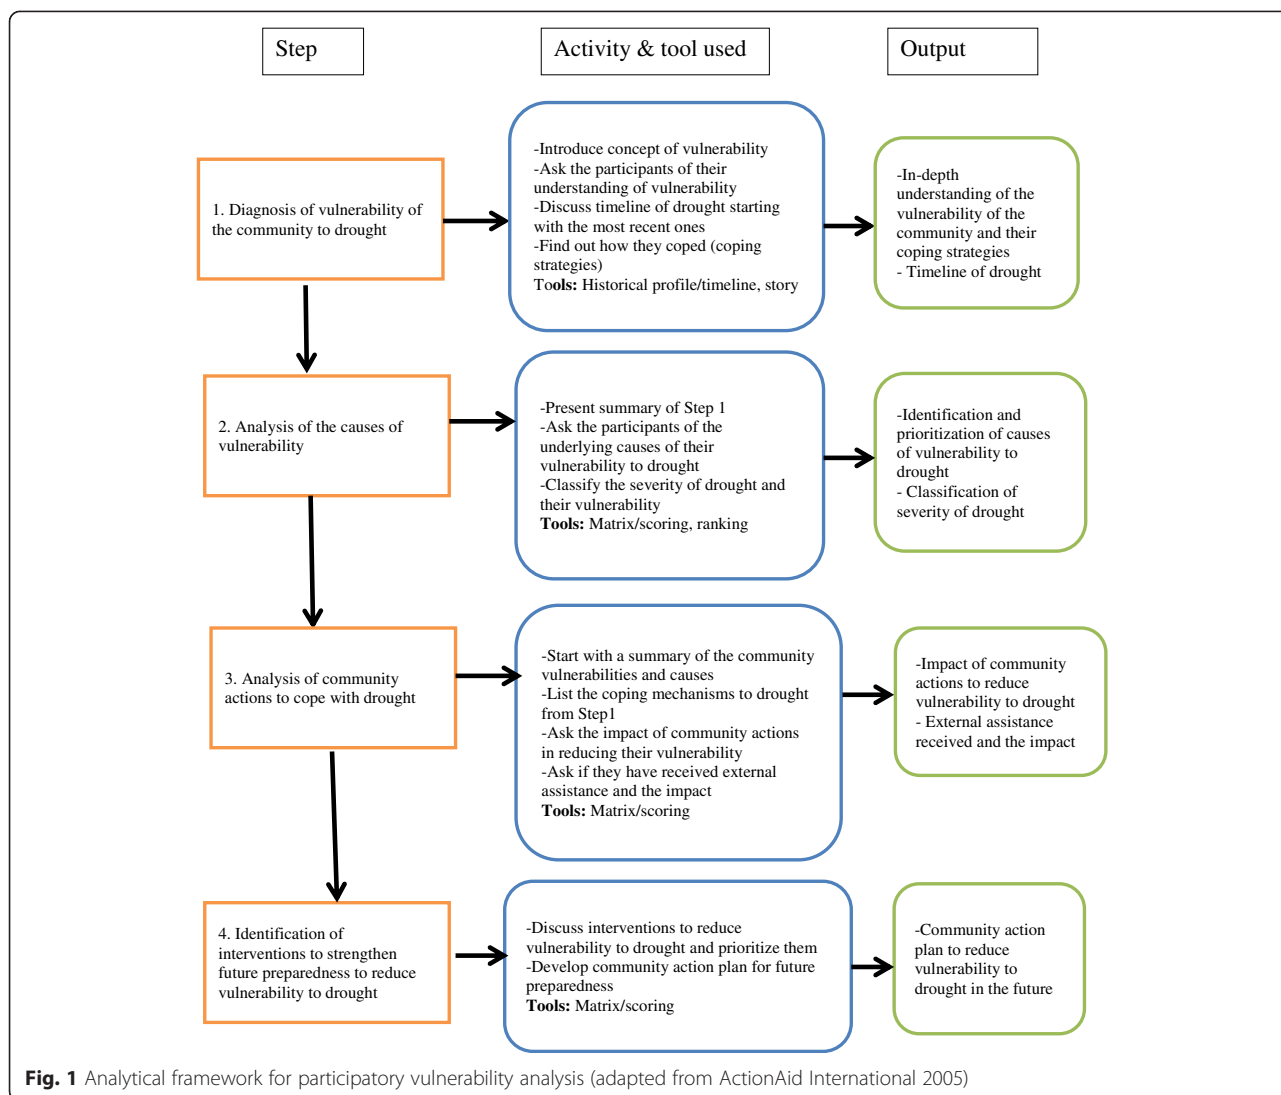 Step
Activity & tool used
Output
1. Diagnosis of vulnerability of
the community to drought
-Introduce concept of vulnerability
-Ask the participants of their
understanding of vulnerability
-Discuss timeline of drought starting
with the most recent ones
-Find out how they coped (coping
strategies)
Tools: Historical profile/timeline, story
-In-depth
understanding of the
vulnerability of the
community and their
coping strategies
- Timeline of drought
2. Analysis of the causes of
vulnerability
-Present summary of Step 1
-Ask the participants of the
underlying causes of their
vulnerability to drought
-Classify the severity of drought and
their vulnerability
Tools: Matrix/scoring, ranking
-Identification and
prioritization of causes
of vulnerability to
drought
- Classification of
severity of drought
3. Analysis of community
actions to cope with drought
-Start with a summary of the community
vulnerabilities and causes
-List the coping mechanisms to drought
from Step1
-Ask the impact of community actions
in reducing their vulnerability
-Ask if they have received external
assistance and the impact
Tools: Matrix/scoring
-Impact of community
actions to reduce
vulnerability to drought
- External assistance
received and the impact
4. Identification of
interventions to strengthen
future preparedness to reduce
vulnerability to drought
-Discuss interventions to reduce
vulnerability to drought and prioritize them
-Develop community action plan for future
preparedness
Tools: Matrix/scoring
-Community action
plan to reduce
vulnerability to
drought in the future
Fig. 1 Analytical framework for participatory vulnerability analysis (adapted from ActionAid International 2005)